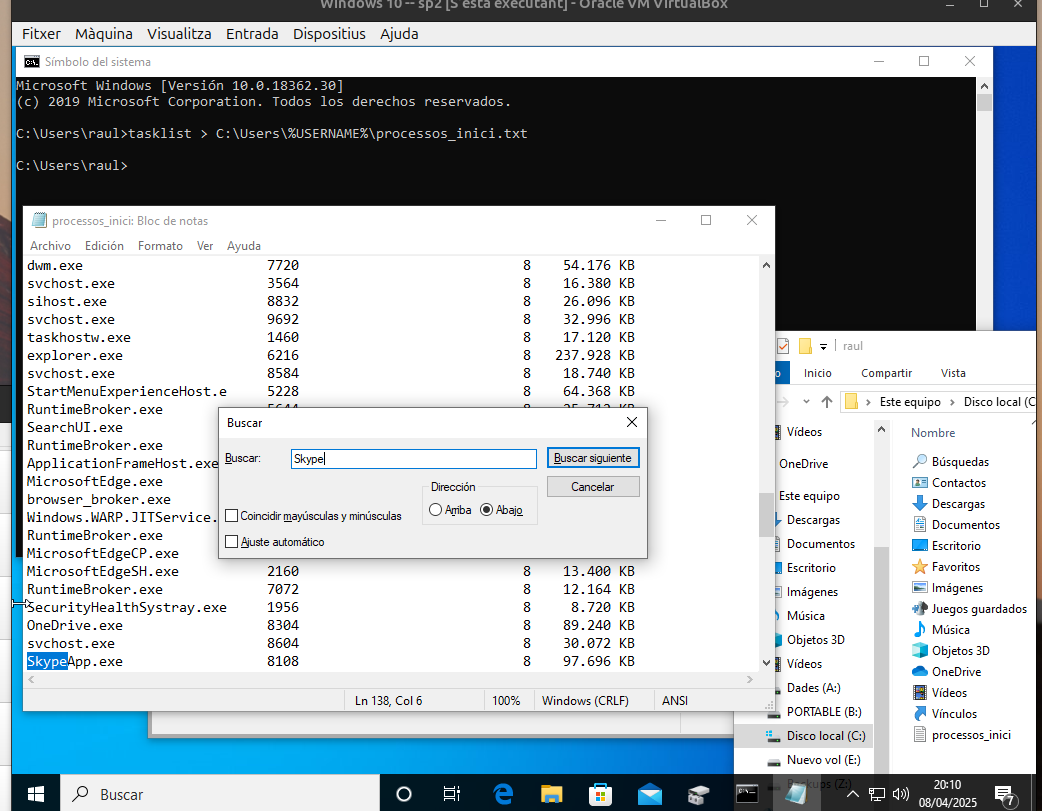 Windows 10 -- sp2 [S'està executant] - Oracle VM VirtualBox
Fitxer Màquina Visualitza Entrada Dispositius Ajuda
Símbolo del sistema
Microsoft Windows [Versión 10.0.18362.30]
(c) 2019 Microsoft Corporation. Todos los derechos reservados.
C:\Users\raul>tasklist > C:\Users\%USERNAME%\processos_inici.txt
C:\Users\raul>
processos_inici: Bloc de notas
Archivo Edición Formato Ver Ayuda
dwm.exe 7720 8 54.176 KB
svchost.exe 3564 8 16.380 KB
sihost.exe 8832 8 26.096 KB
svchost.exe 9692 8 32.996 KB
taskhostw.exe 1460 8 17.120 KB
explorer.exe 6216 8 237.928 KB
svchost.exe 8584 8 18.740 KB
StartMenuExperienceHost.e 5228 8 64.368 KB
RuntimeBroker.exe
SearchUI.exe
RuntimeBroker.exe
ApplicationFrameHost.exe
MicrosoftEdge.exe
browser_broker.exe
Windows.WARP.JITService.
RuntimeBroker.exe
MicrosoftEdgeCP.exe
MicrosoftEdgeSH.exe 2160 8 13.400 KB
RuntimeBroker.exe 7072 8 12.164 KB
SecurityHealthSystray.exe 1956 8 8.720 KB
OneDrive.exe 8304 8 89.240 KB
svchost.exe 8604 8 30.072 KB
SkypeApp.exe 8108 8 97.696 KB
Ln 138, Col 6 100% Windows (CRLF) ANSI
Buscar
Buscar: Skype Buscar siguiente
Cancelar
Dirección
Arriba Abajo
Coincidir mayúsculas y minúsculas
Ajuste automático
raul
Inicio Compartir Vista
Este equipo Disco local (C
Vídeos
OneDrive
Este equipo
Descargas
Documentos
Escritorio
Imágenes
Música
Objetos 3D
Vídeos
Dades (A:)
PORTABLE (B:)
Disco local (C:)
Nuevo vol (E:)
Backups (Z:)
Nombre
Búsquedas
Contactos
Descargas
Documentos
Escritorio
Favoritos
Imágenes
Juegos guardados
Música
Objetos 3D
OneDrive
Vídeos
Vínculos
processos_inici
Buscar
20:10
08/04/2025
7